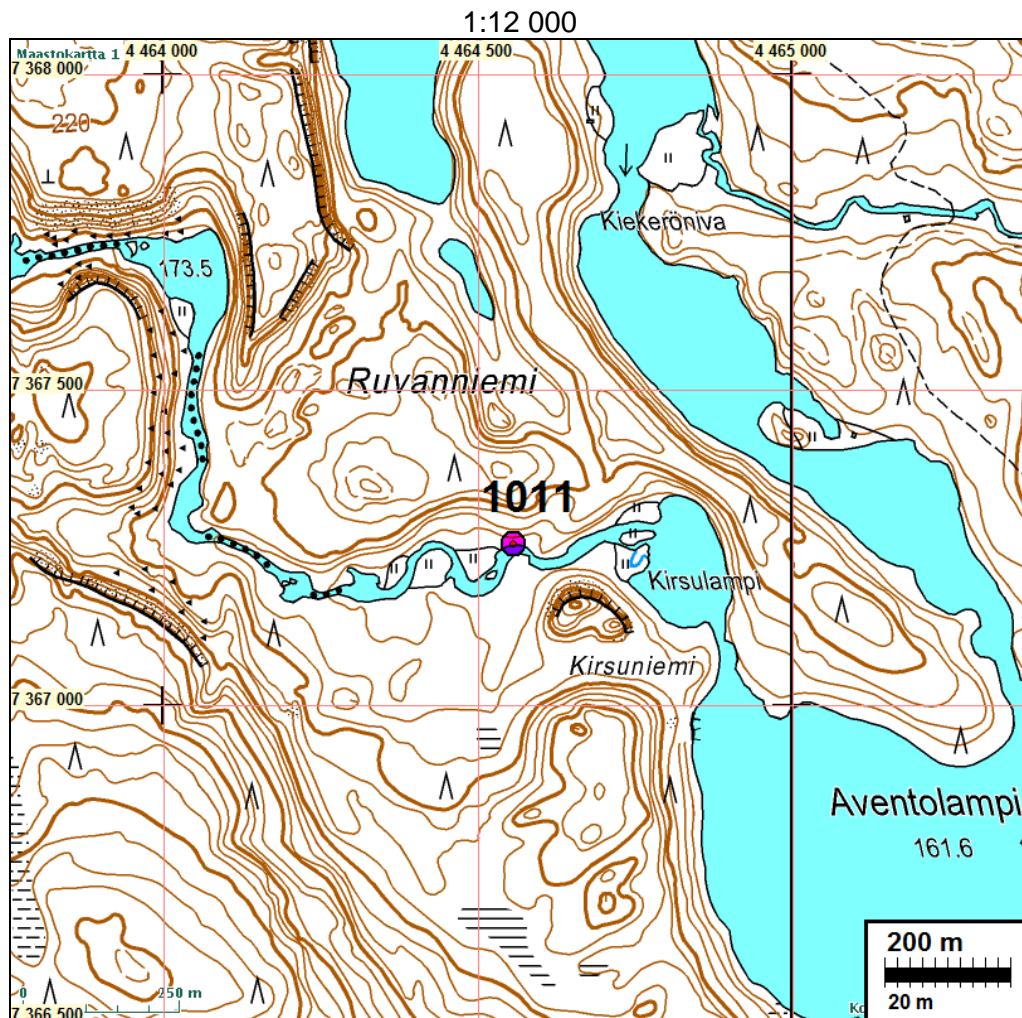 1:12 000
Maastokartta 1
4 464 000
4 464 500
4 465 000
7 368 000
220
Kiekeröniva
173.5
7 367 500
Ruvanniemi
1011
Kirsulampi
Kirsuniemi
7 367 000
Aventolampi
161.6
200 m
20 m
0
250 m
7 366 500